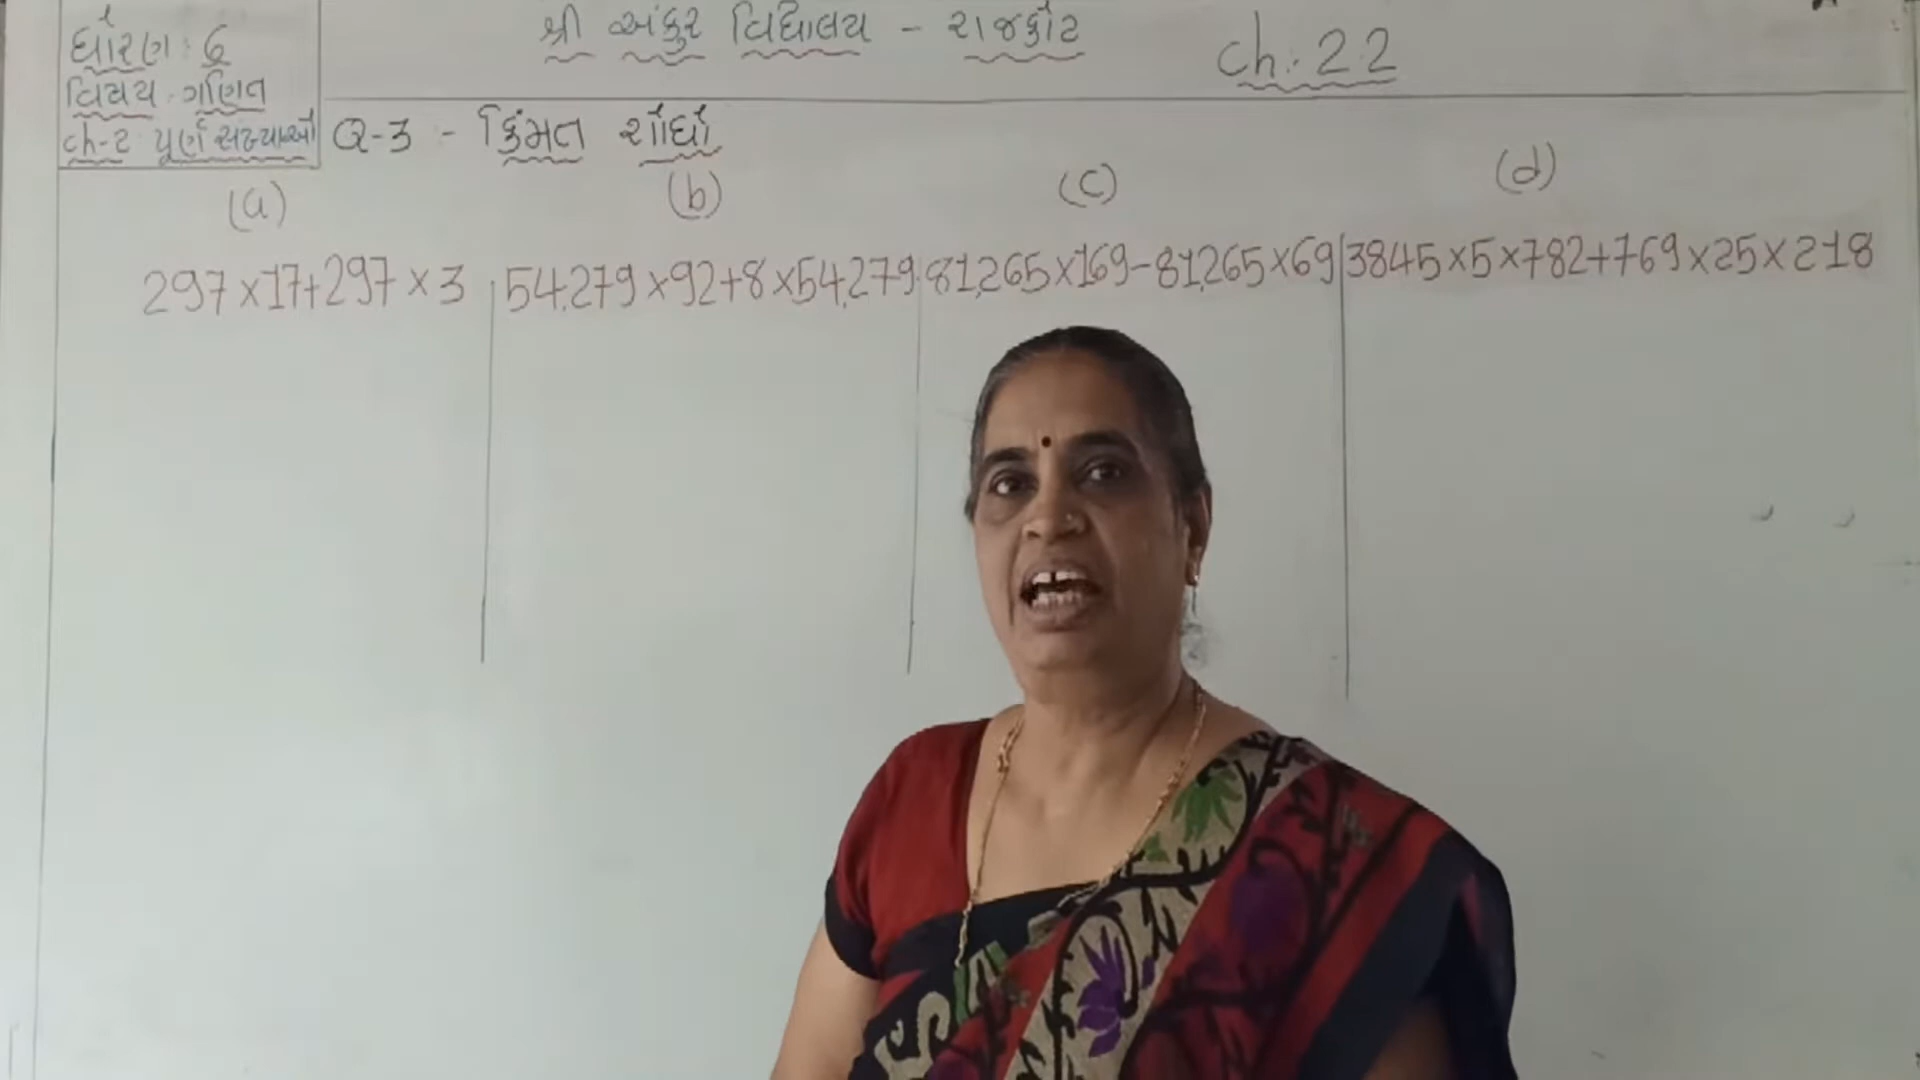 ધોરણ : 6
વિષય : ગણિત
ch-2 પૂર્ણ સંખ્યાઓ
શ્રી અંકુર વિદ્યાલય - રાજકોટ
ch:-2.2
Q-3 :- કિંમત શોધો
(a) (b) (c) (d)
297×17+297×3 54,279×92+8×54,279 81,265×169-81,265×69 3845×5×782+769×25×218